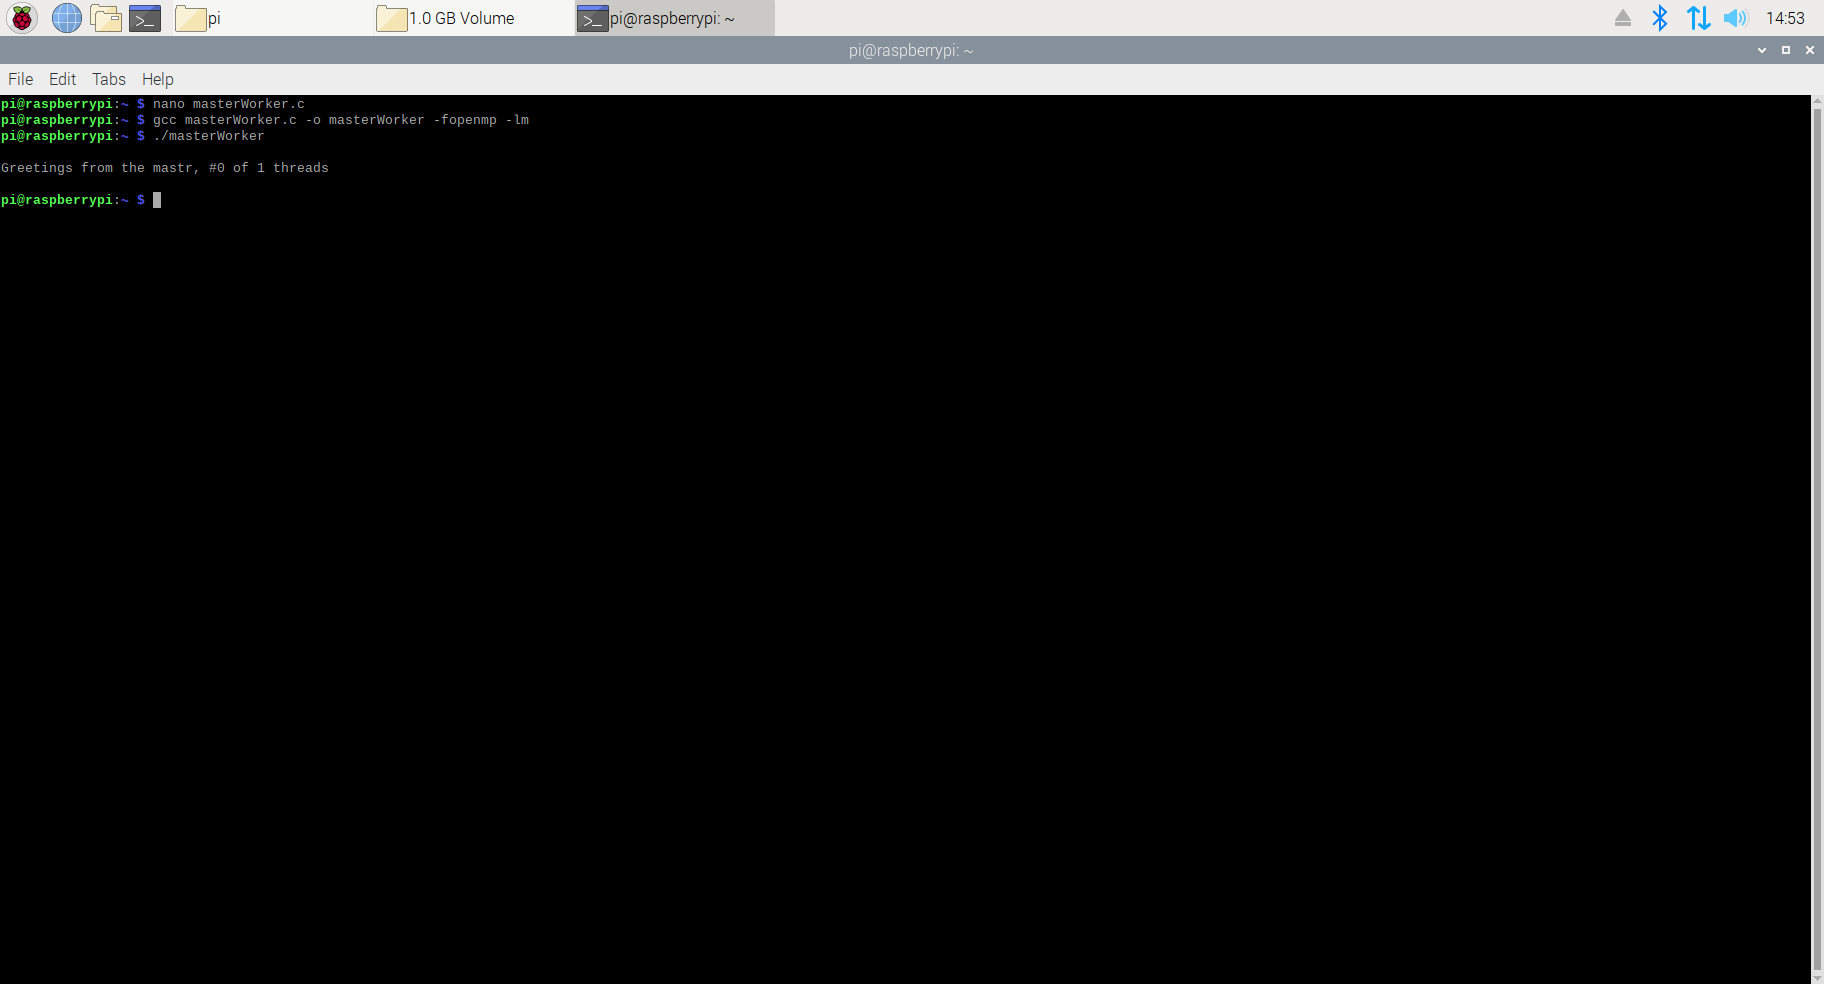 pi
1.0 GB Volume
pi@raspberrypi: ~
14:53
pi@raspberrypi: ~
File Edit Tabs Help
pi@raspberrypi:~ $ nano masterWorker.c
pi@raspberrypi:~ $ gcc masterWorker.c -o masterWorker -fopenmp -lm
pi@raspberrypi:~ $ ./masterWorker
Greetings from the mastr, #0 of 1 threads
pi@raspberrypi:~ $